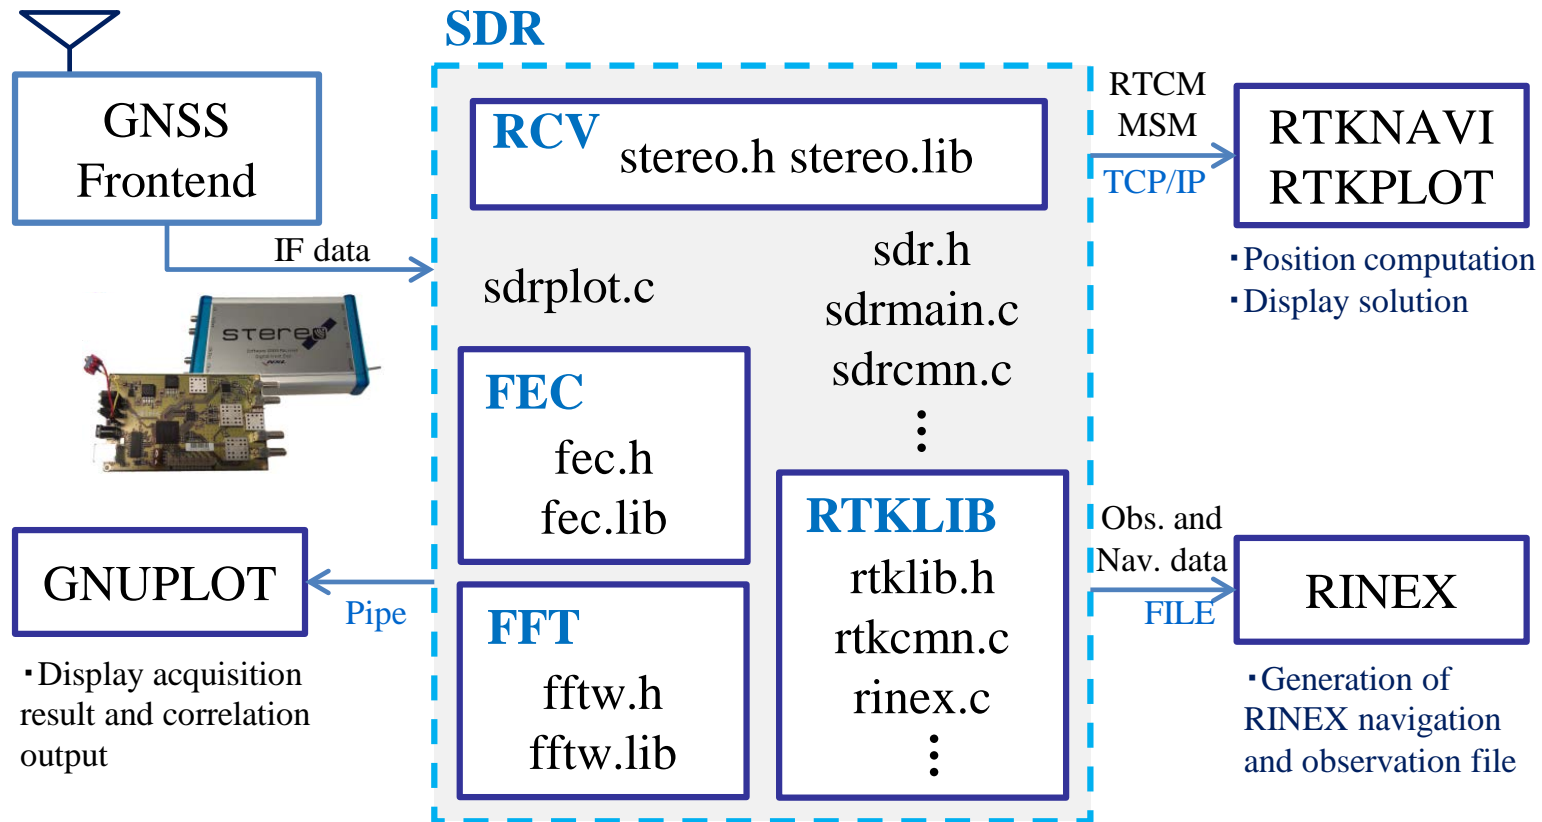 SDR
GNSS
Frontend
IF data
stereo
RCV
stereo.h stereo.lib
sdrplot.c
sdr.h
sdrmain.c
sdrcmn.c
FEC
fec.h
fec.lib
FFT
fftw.h
fftw.lib
RTKLIB
rtklib.h
rtkcmn.c
rinex.c
RTCM
MSM
TCP/IP
RTKNAVI
RTKPLOT
・Position computation
・Display solution
Obs. and
Nav. data
FILE
RINEX
・Generation of
RINEX navigation
and observation file
GNUPLOT
Pipe
・Display acquisition
result and correlation
output